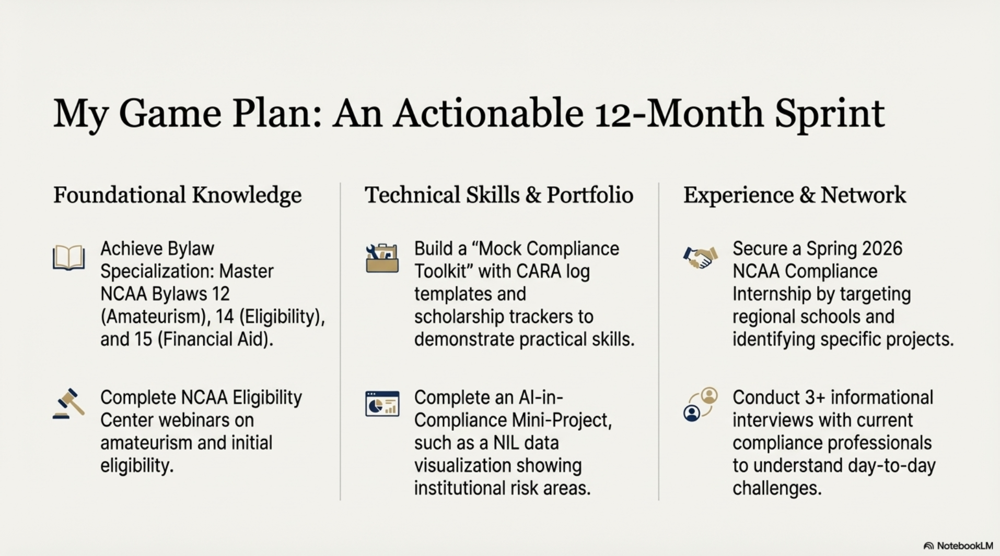 My Game Plan: An Actionable 12-Month Sprint
Foundational Knowledge
Achieve Bylaw
Specialization: Master
NCAA Bylaws 12
(Amateurism), 14 (Eligibility),
and 15 (Financial Aid).
Complete NCAA Eligibility
Center webinars on
amateurism and initial
eligibility.
Technical Skills & Portfolio
Build a “Mock Compliance
Toolkit” with CARA log
templates and
scholarship trackers to
demonstrate practical skills.
Complete an AI-in-
Compliance Mini-Project,
such as a NIL data
visualization showing
institutional risk areas.
Experience & Network
Secure a Spring 2026
NCAA Compliance
Internship by targeting
regional schools and
identifying specific projects.
Conduct 3+ informational
interviews with current
compliance professionals
to understand day-to-day
challenges.
NotebookLM